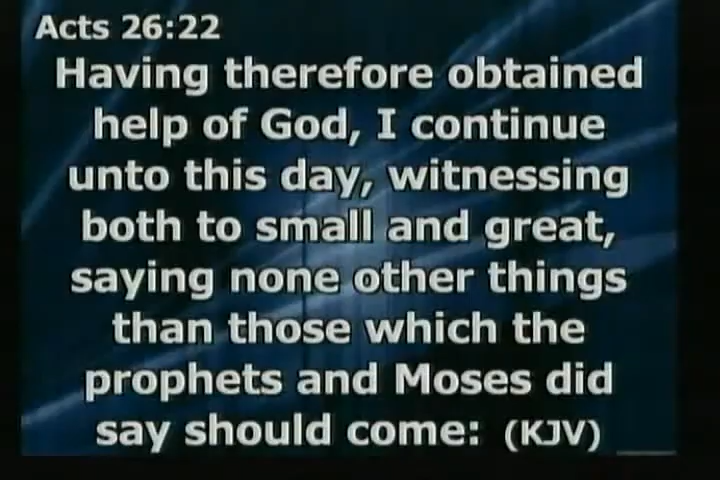 Acts 26:22
Having therefore obtained
help of God, I continue
unto this day, witnessing
both to small and great,
saying none other things
than those which the
prophets and Moses did
say should come: (KJV)